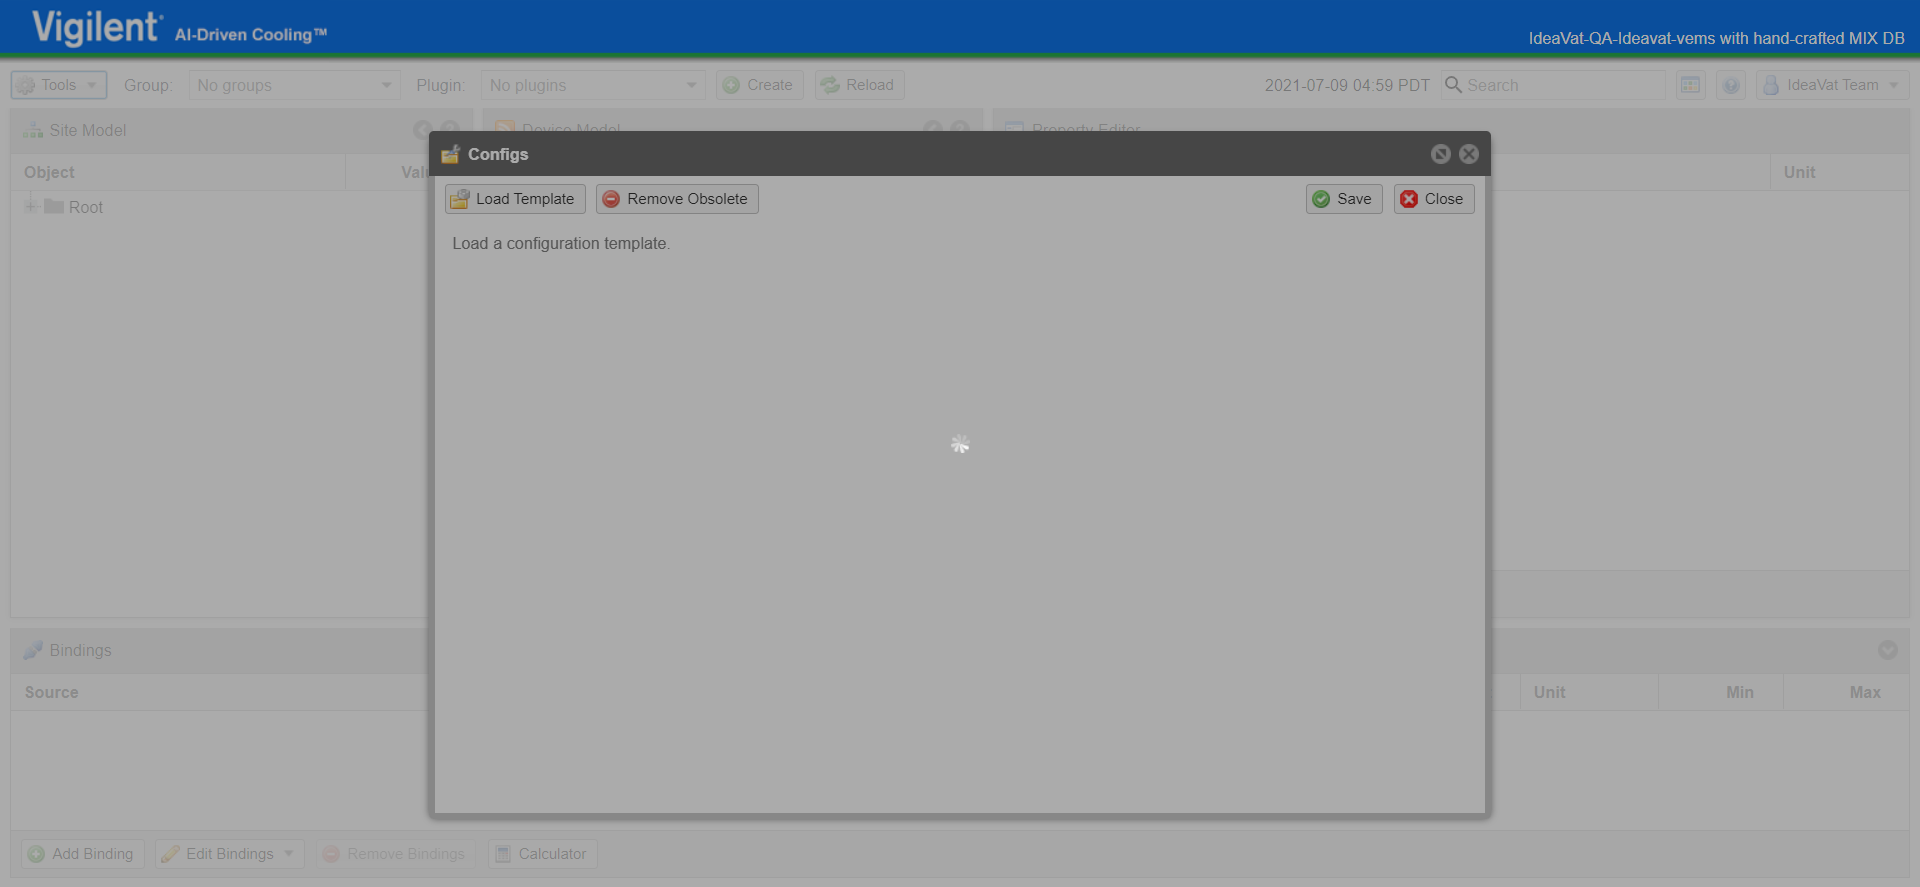 Vigilent AI-Driven Cooling™
IdeaVat-QA-Ideavat-vems with hand-crafted MIX DB
Tools Group: No groups Plugin: No plugins Create Reload 2021-07-09 04:59 PDT Search IdeaVat Team
Site Model Device Model Property Editor
Configs
Object Valu Unit
Load Template Remove Obsolete Save Close
Root
Load a configuration template.
Bindings
Source Unit Min Max
Add Binding Edit Bindings Remove Bindings Calculator